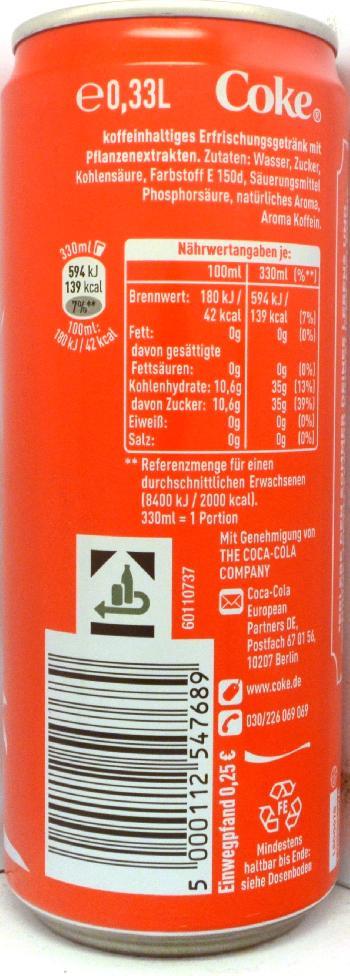 e0,33L
Coke®
koffeinhaltiges Erfrischungsgetränk mit
Pflanzenextrakten. Zutaten: Wasser, Zucker,
Kohlensäure, Farbstoff E 150d, Säuerungsmittel
Phosphorsäure, natürliches Aroma,
Aroma Koffein.
330ml
594 kJ
139 kcal
7%**
100ml:
180 kJ / 42 kcal
Nährwertangaben je:
100ml 330ml (%**)
Brennwert: 180 kJ / 594 kJ /
42 kcal 139 kcal (7%)
Fett: 0g 0g (0%)
davon gesättigte
Fettsäuren: 0g 0g (0%)
Kohlenhydrate: 10,6g 35g (13%)
davon Zucker: 10,6g 35g (39%)
Eiweiß: 0g 0g (0%)
Salz: 0g 0g (0%)
** Referenzmenge für einen
durchschnittlichen Erwachsenen
(8400 kJ / 2000 kcal).
330ml = 1 Portion
Mit Genehmigung von
THE COCA-COLA
COMPANY
Coca-Cola
European
Partners DE,
Postfach 67 01 56,
10207 Berlin
www.coke.de
030/226 069 069
60110737
5 000112 547689
Einwegpfand 0,25 €
FE
Mindestens
haltbar bis Ende:
siehe Dosenboden